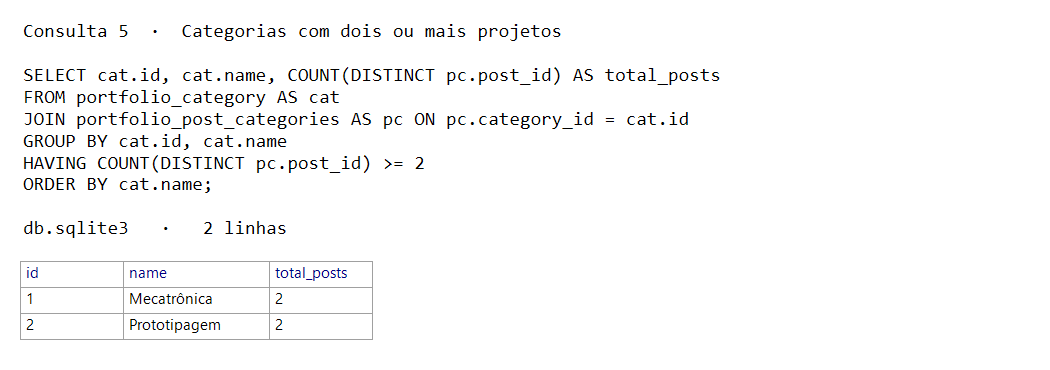 Consulta 5 · Categorias com dois ou mais projetos
SELECT cat.id, cat.name, COUNT(DISTINCT pc.post_id) AS total_posts
FROM portfolio_category AS cat
JOIN portfolio_post_categories AS pc ON pc.category_id = cat.id
GROUP BY cat.id, cat.name
HAVING COUNT(DISTINCT pc.post_id) >= 2
ORDER BY cat.name;
db.sqlite3 · 2 linhas
id name total_posts
1 Mecatrônica 2
2 Prototipagem 2